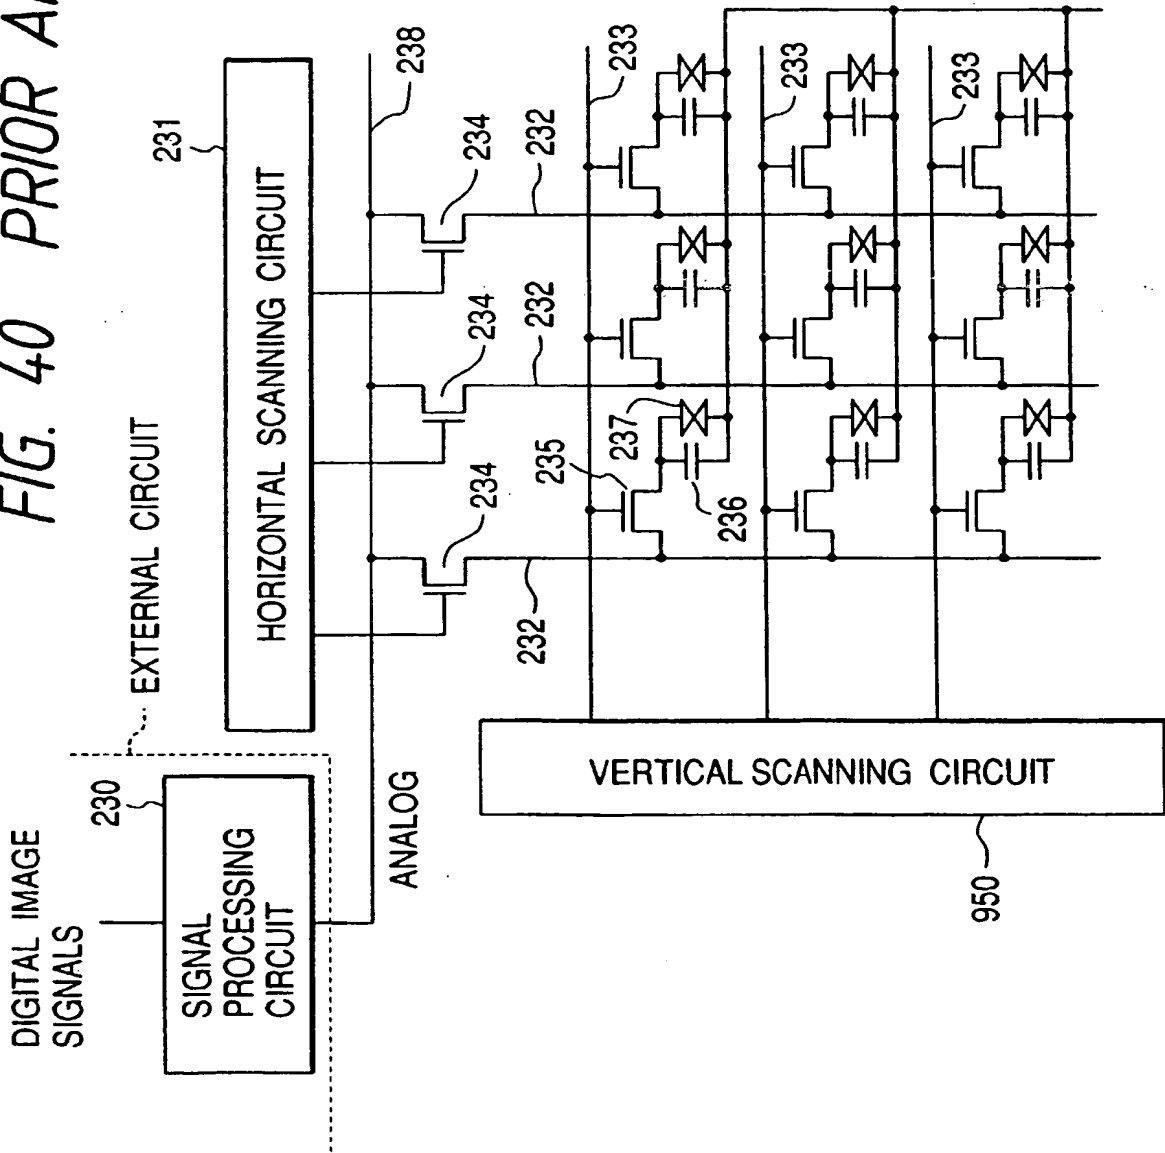 FIG. 40 PRIOR
DIGITAL IMAGE
SIGNALS
EXTERNAL CIRCUIT
230
SIGNAL
PROCESSING
CIRCUIT
231
HORIZONTAL SCANNING CIRCUIT
ANALOG
238
234
234
234
232
232
232
233
233
233
235
237
236
VERTICAL SCANNING CIRCUIT
950